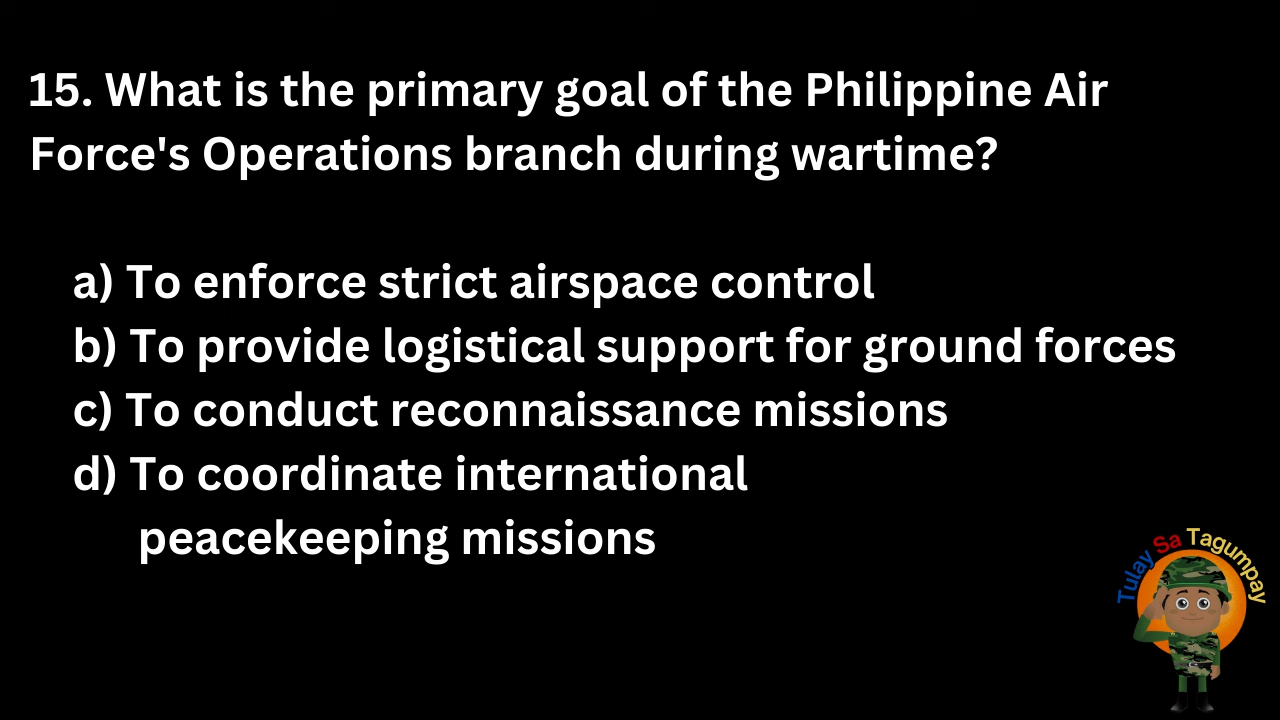 15. What is the primary goal of the Philippine Air
Force's Operations branch during wartime?
a) To enforce strict airspace control
b) To provide logistical support for ground forces
c) To conduct reconnaissance missions
d) To coordinate international
peacekeeping missions
Tulay Sa Tagumpay